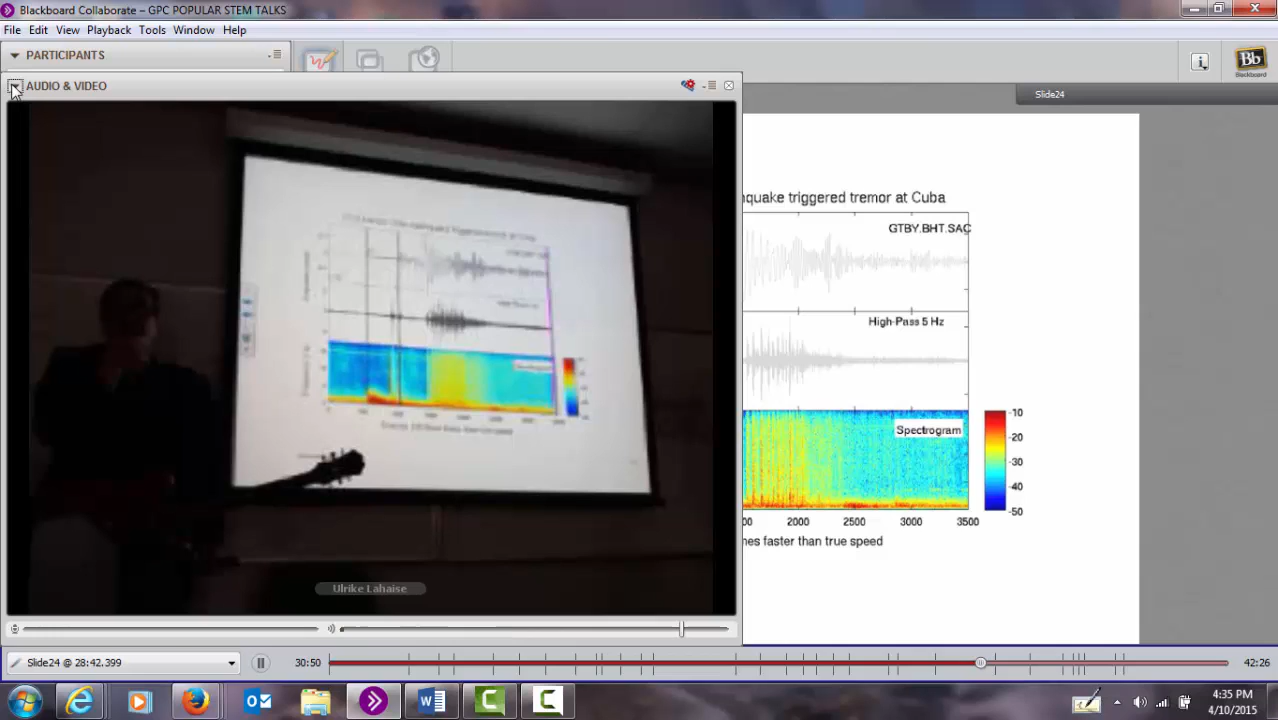 Blackboard Collaborate – GPC POPULAR STEM TALKS
File Edit View Playback Tools Window Help
PARTICIPANTS
AUDIO & VIDEO
Bb
Blackboard
Slide24
quake triggered tremor at Cuba
GTBY.BHT.SAC
High-Pass 5 Hz
Spectrogram
-10
-20
-30
-40
-50
00 2000 2500 3000 3500
mes faster than true speed
Ulrike Lahaise
Slide24 @ 28:42.399
30:50
42:26
4:35 PM
4/10/2015